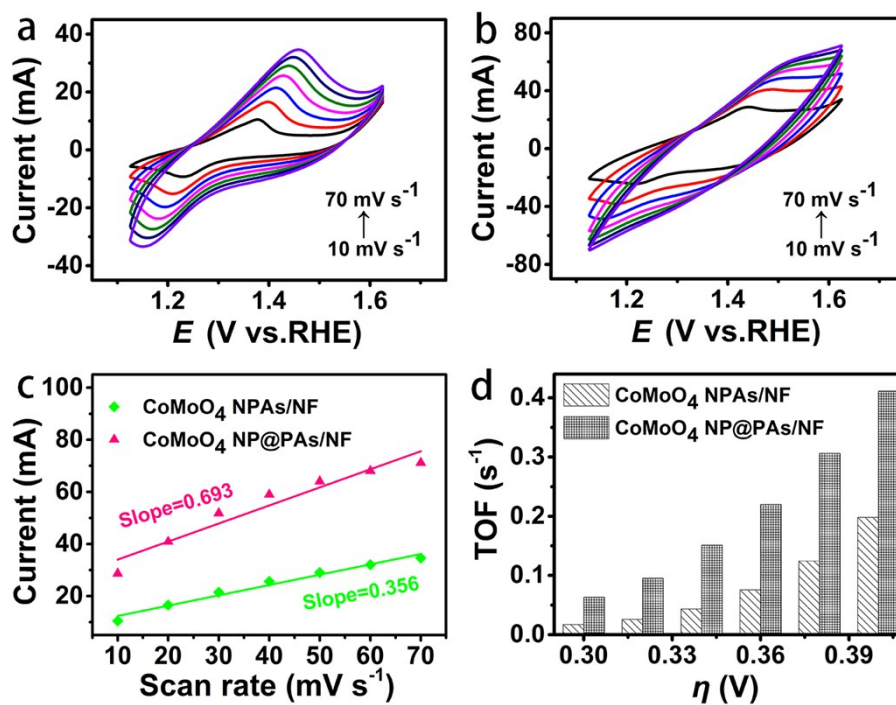 a
Current (mA)
40
20
0
-20
-40
70 mV s⁻¹
↑
10 mV s⁻¹
1.2
1.4
1.6
E (V vs.RHE)
b
Current (mA)
80
40
0
-40
-80
70 mV s⁻¹
↑
10 mV s⁻¹
1.2
1.4
1.6
E (V vs.RHE)
c
Current (mA)
100
80
60
40
20
CoMoO₄ NPAs/NF
CoMoO₄ NP@PAs/NF
Slope=0.693
Slope=0.356
10 20 30 40 50 60 70
Scan rate (mV s⁻¹)
d
TOF (s⁻¹)
0.4
0.3
0.2
0.1
0.0
CoMoO₄ NPAs/NF
CoMoO₄ NP@PAs/NF
0.30 0.33 0.36 0.39
η (V)